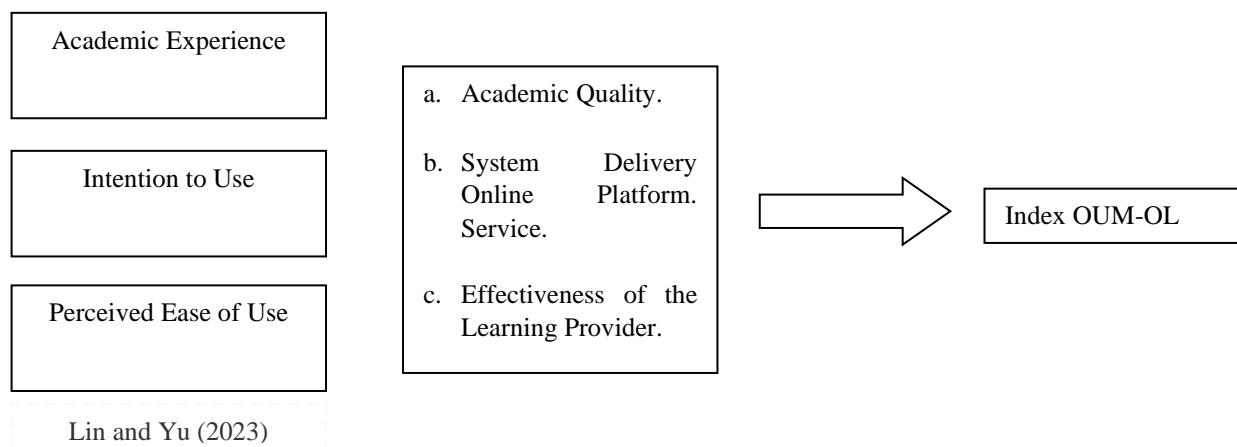 Academic Experience
Intention to Use
Perceived Ease of Use
Lin and Yu (2023)
a. Academic Quality.
b. System Delivery
Online Platform.
Service.
c. Effectiveness of the
Learning Provider.
Index OUM-OL